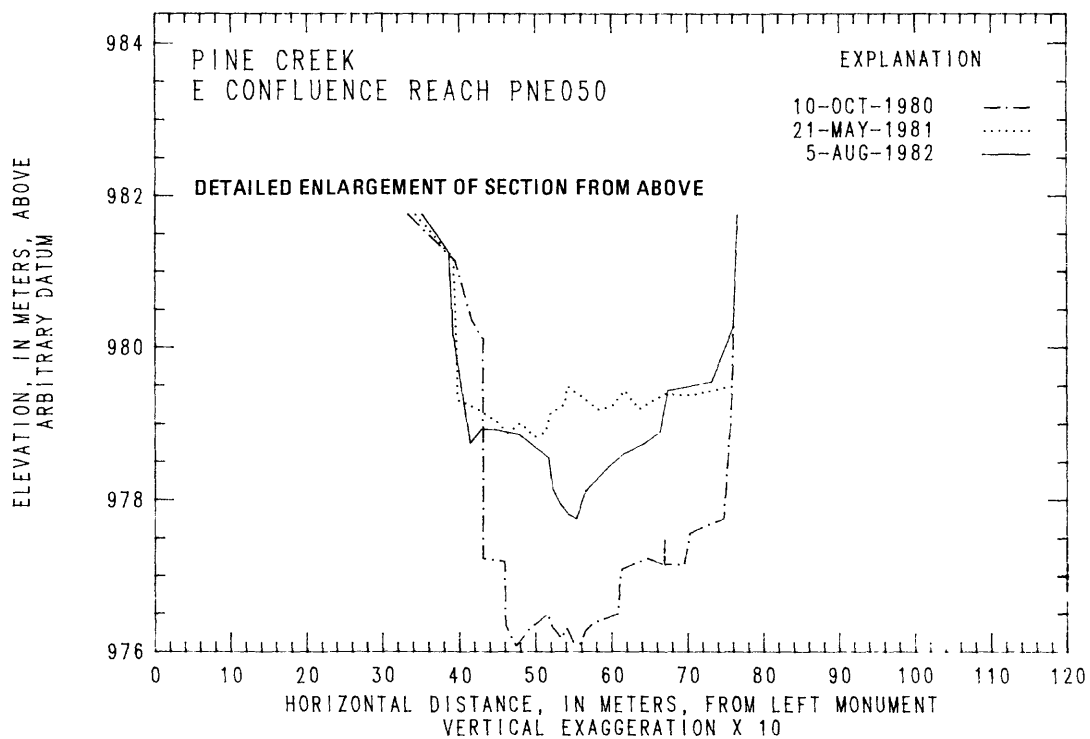 PINE CREEK
E CONFLUENCE REACH PNE050
EXPLANATION
10-OCT-1980
21-MAY-1981
5-AUG-1982
DETAILED ENLARGEMENT OF SECTION FROM ABOVE
ELEVATION, IN METERS, ABOVE
ARBITRARY DATUM
984
982
980
978
976
0 10 20 30 40 50 60 70 80 90 100 110 120
HORIZONTAL DISTANCE, IN METERS, FROM LEFT MONUMENT
VERTICAL EXAGGERATION X 10